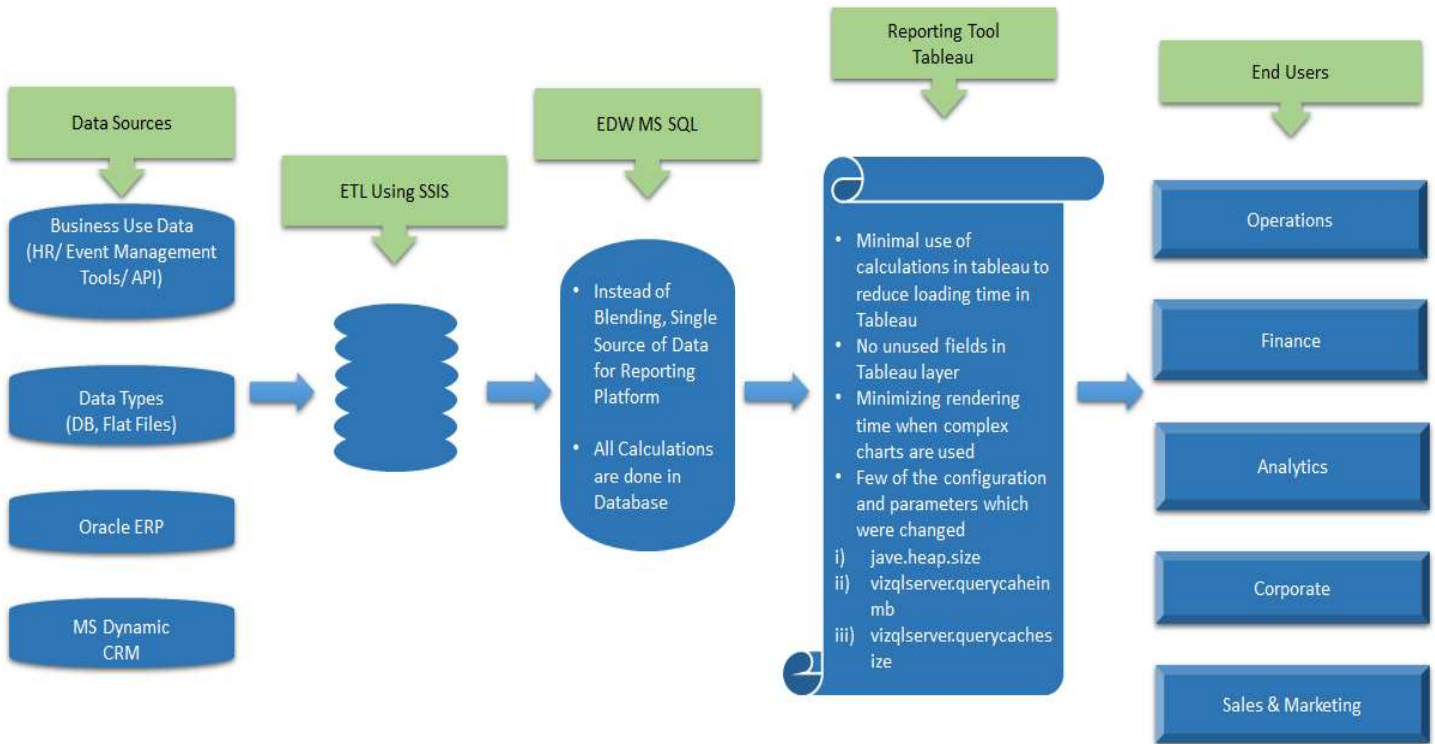 Data Sources
Business Use Data
(HR/ Event Management
Tools/ API)
Data Types
(DB, Flat Files)
Oracle ERP
MS Dynamic
CRM
ETL Using SSIS
EDW MS SQL
• Instead of
Blending, Single
Source of Data
for Reporting
Platform
• All Calculations
are done in
Database
Reporting Tool
Tableau
• Minimal use of
calculations in tableau to
reduce loading time in
Tableau
• No unused fields in
Tableau layer
• Minimizing rendering
time when complex
charts are used
• Few of the configuration
and parameters which
were changed
i) jave.heap.size
ii) vizqlserver.querycahein
mb
iii) vizqlserver.querycaches
ize
End Users
Operations
Finance
Analytics
Corporate
Sales & Marketing